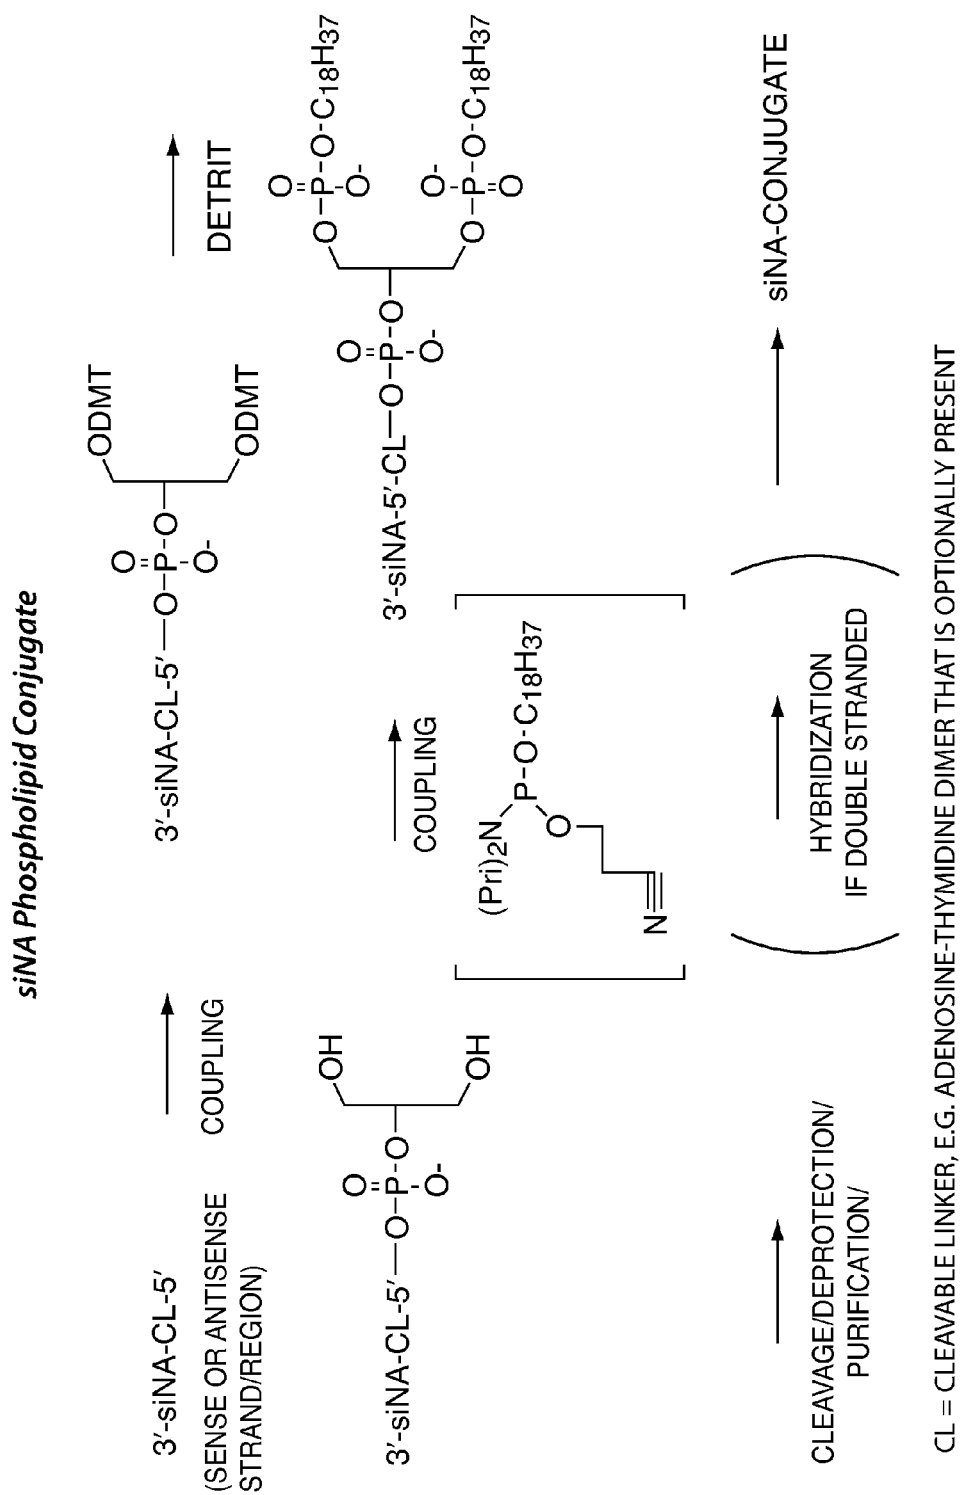 siNA Phospholipid Conjugate
3′-siNA-CL-5′
(SENSE OR ANTISENSE
STRAND/REGION)
COUPLING
3′-siNA-CL-5′—O-P-O
O
O-
ODMT
ODMT
DETRIT
3′-siNA-CL-5′—O-P-O
O
O-
OH
OH
COUPLING
(Pri)2N
P-O-C18H37
O
N
3′-siNA-5′-CL—O-P-O
O
O-
O-P-O-C18H37
O
O-
O-P-O-C18H37
O-
O
CLEAVAGE/DEPROTECTION/
PURIFICATION/
HYBRIDIZATION
IF DOUBLE STRANDED
siNA-CONJUGATE
CL = CLEAVABLE LINKER, E.G. ADENOSINE-THYMIDINE DIMER THAT IS OPTIONALLY PRESENT